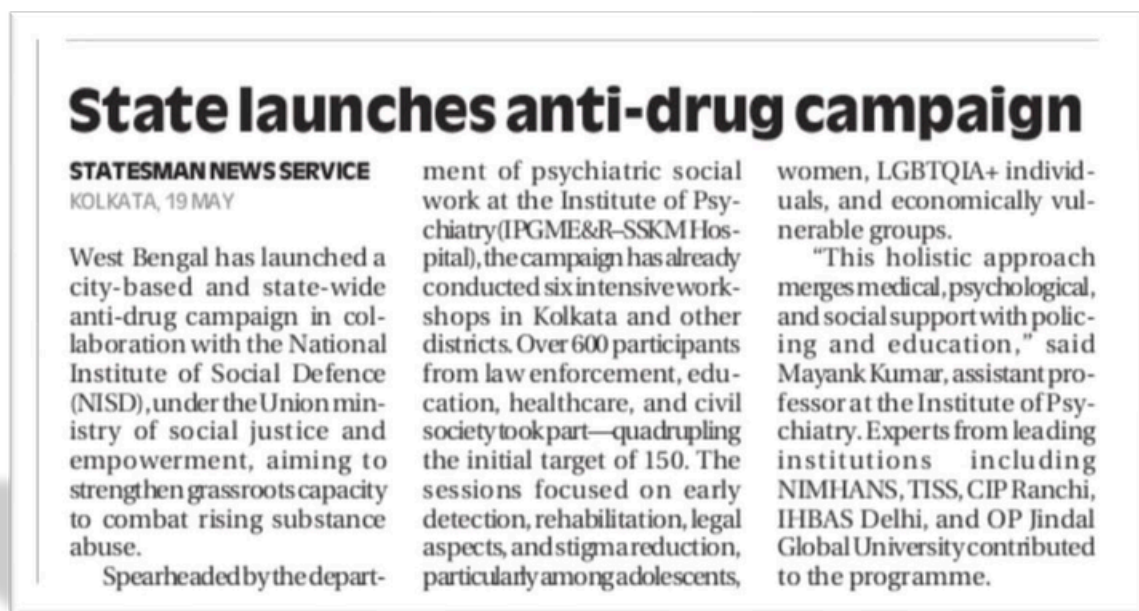 State launches anti-drug campaign
STATESMAN NEWS SERVICE
KOLKATA, 19 MAY
West Bengal has launched a
city-based and state-wide
anti-drug campaign in col-
laboration with the National
Institute of Social Defence
(NISD), under the Union min-
istry of social justice and
empowerment, aiming to
strengthen grassroots capacity
to combat rising substance
abuse.
Spearheaded by the depart-
ment of psychiatric social
work at the Institute of Psy-
chiatry (IPGME&R–SSKM Hos-
pital), the campaign has already
conducted six intensive work-
shops in Kolkata and other
districts. Over 600 participants
from law enforcement, edu-
cation, healthcare, and civil
society took part—quadrupling
the initial target of 150. The
sessions focused on early
detection, rehabilitation, legal
aspects, and stigma reduction,
particularly among adolescents,
women, LGBTQIA+ individ-
uals, and economically vul-
nerable groups.
“This holistic approach
merges medical, psychological,
and social support with polic-
ing and education,” said
Mayank Kumar, assistant pro-
fessor at the Institute of Psy-
chiatry. Experts from leading
institutions including
NIMHANS, TISS, CIP Ranchi,
IHBAS Delhi, and OP Jindal
Global University contributed
to the programme.